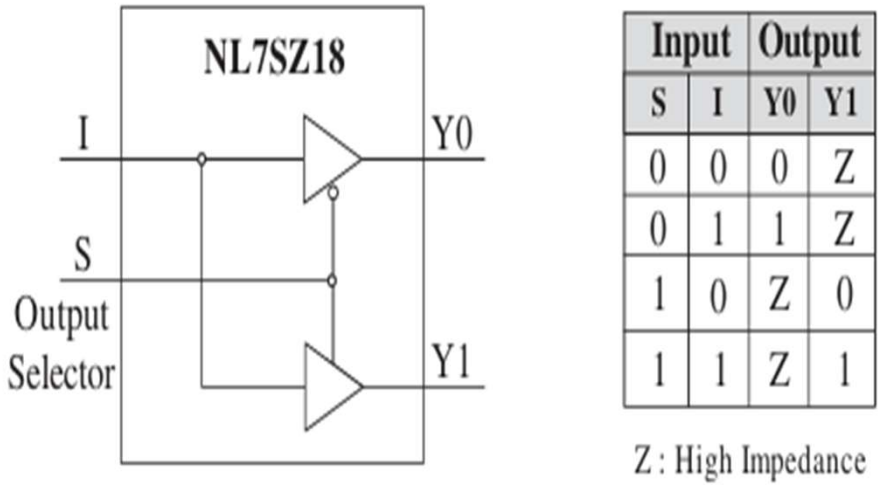 NL7SZ18
I
Y0
S
Output
Selector
Y1
Input Output
S I Y0 Y1
0 0 0 Z
0 1 1 Z
1 0 Z 0
1 1 Z 1
Z : High Impedance